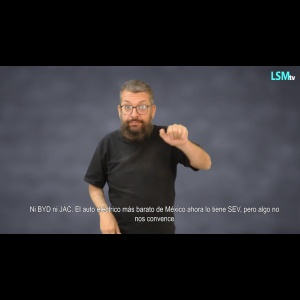 LSMtv
Ni BYD ni JAC. El auto eléctrico más barato de México ahora lo tiene SEV, pero algo no
nos convence